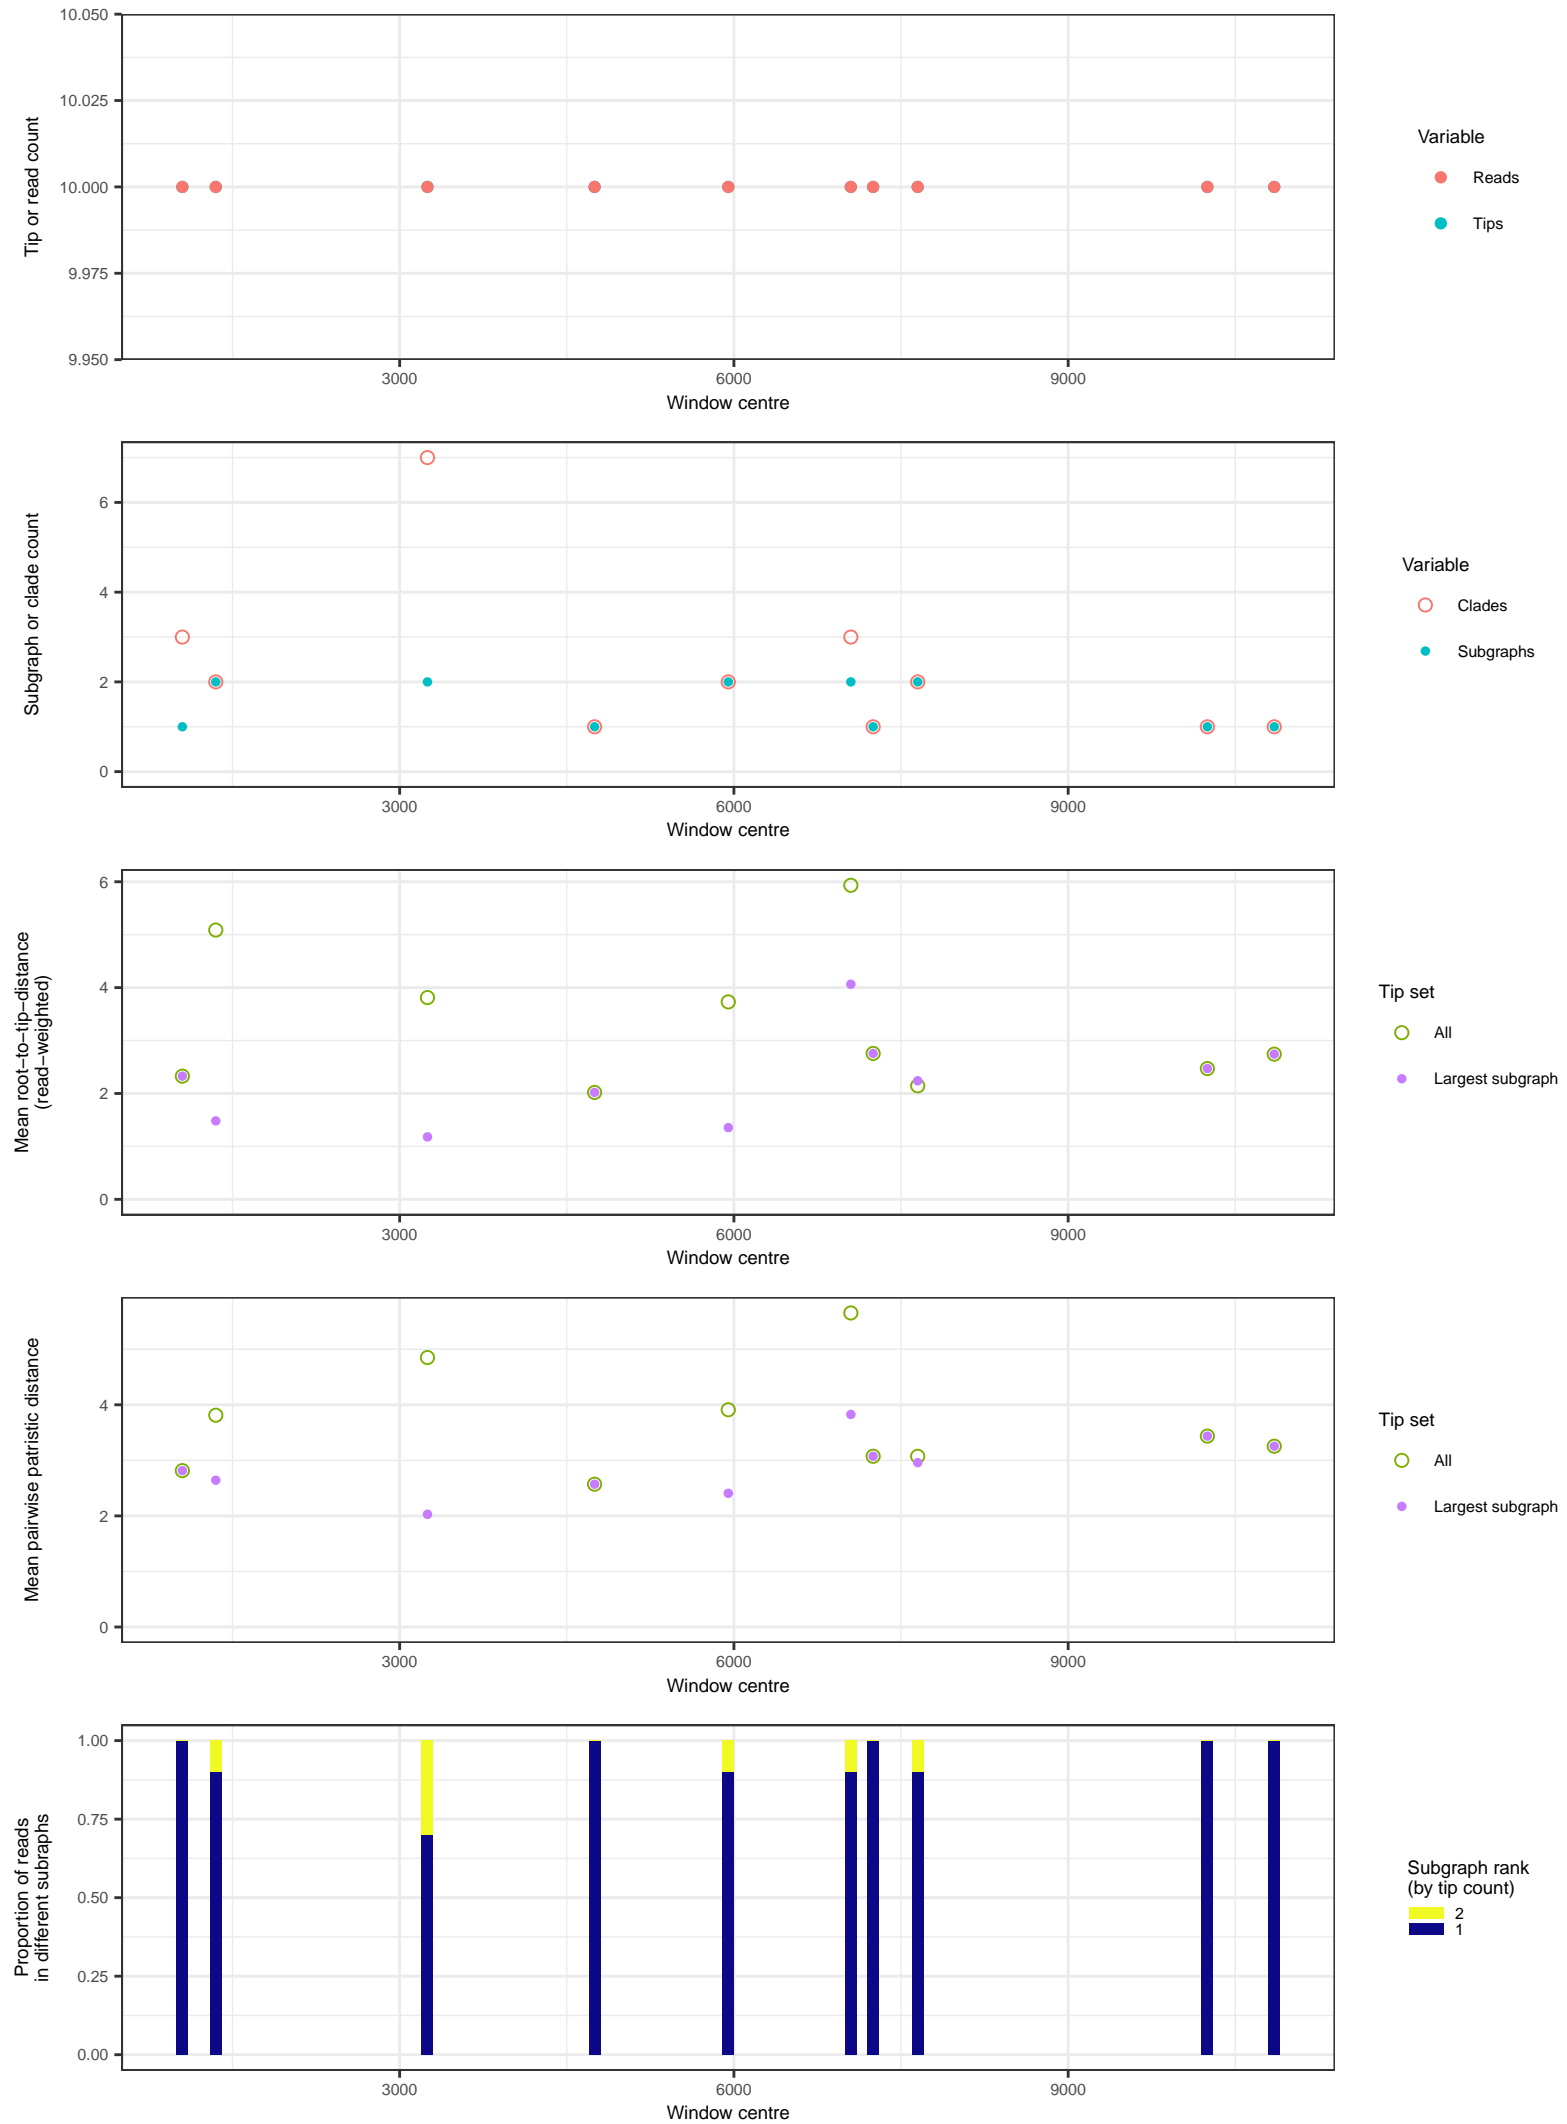 10.050
10.025
10.000
9.975
9.950
Tip or read count
3000 6000 9000
Window centre
Variable
Reads
Tips
6
4
2
0
Subgraph or clade count
3000 6000 9000
Window centre
Variable
Clades
Subgraphs
6
4
2
0
Mean root−to−tip−distance
(read−weighted)
3000 6000 9000
Window centre
Tip set
All
Largest subgraph
4
2
0
Mean pairwise patristic distance
3000 6000 9000
Window centre
Tip set
All
Largest subgraph
1.00
0.75
0.50
0.25
0.00
Proportion of reads
in different subraphs
3000 6000 9000
Window centre
Subgraph rank
(by tip count)
2
1